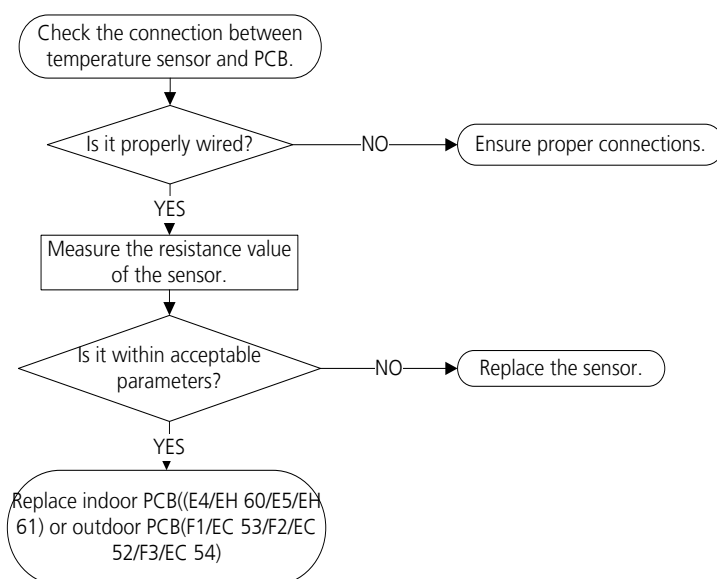 Check the connection between
temperature sensor and PCB.
Is it properly wired?
NO
Ensure proper connections.
YES
Measure the resistance value
of the sensor.
Is it within acceptable
parameters?
NO
Replace the sensor.
YES
Replace indoor PCB((E4/EH 60/E5/EH
61) or outdoor PCB(F1/EC 53/F2/EC
52/F3/EC 54)